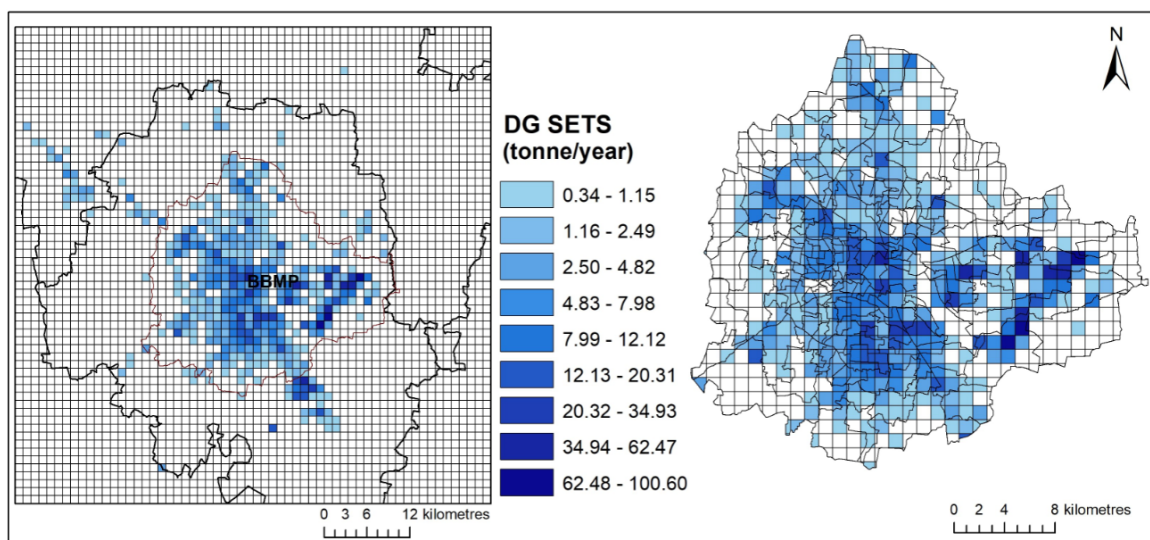 BBMP
0 3 6 12 kilometres
DG SETS
(tonne/year)
0.34 - 1.15
1.16 - 2.49
2.50 - 4.82
4.83 - 7.98
7.99 - 12.12
12.13 - 20.31
20.32 - 34.93
34.94 - 62.47
62.48 - 100.60
N
0 2 4 8 kilometres